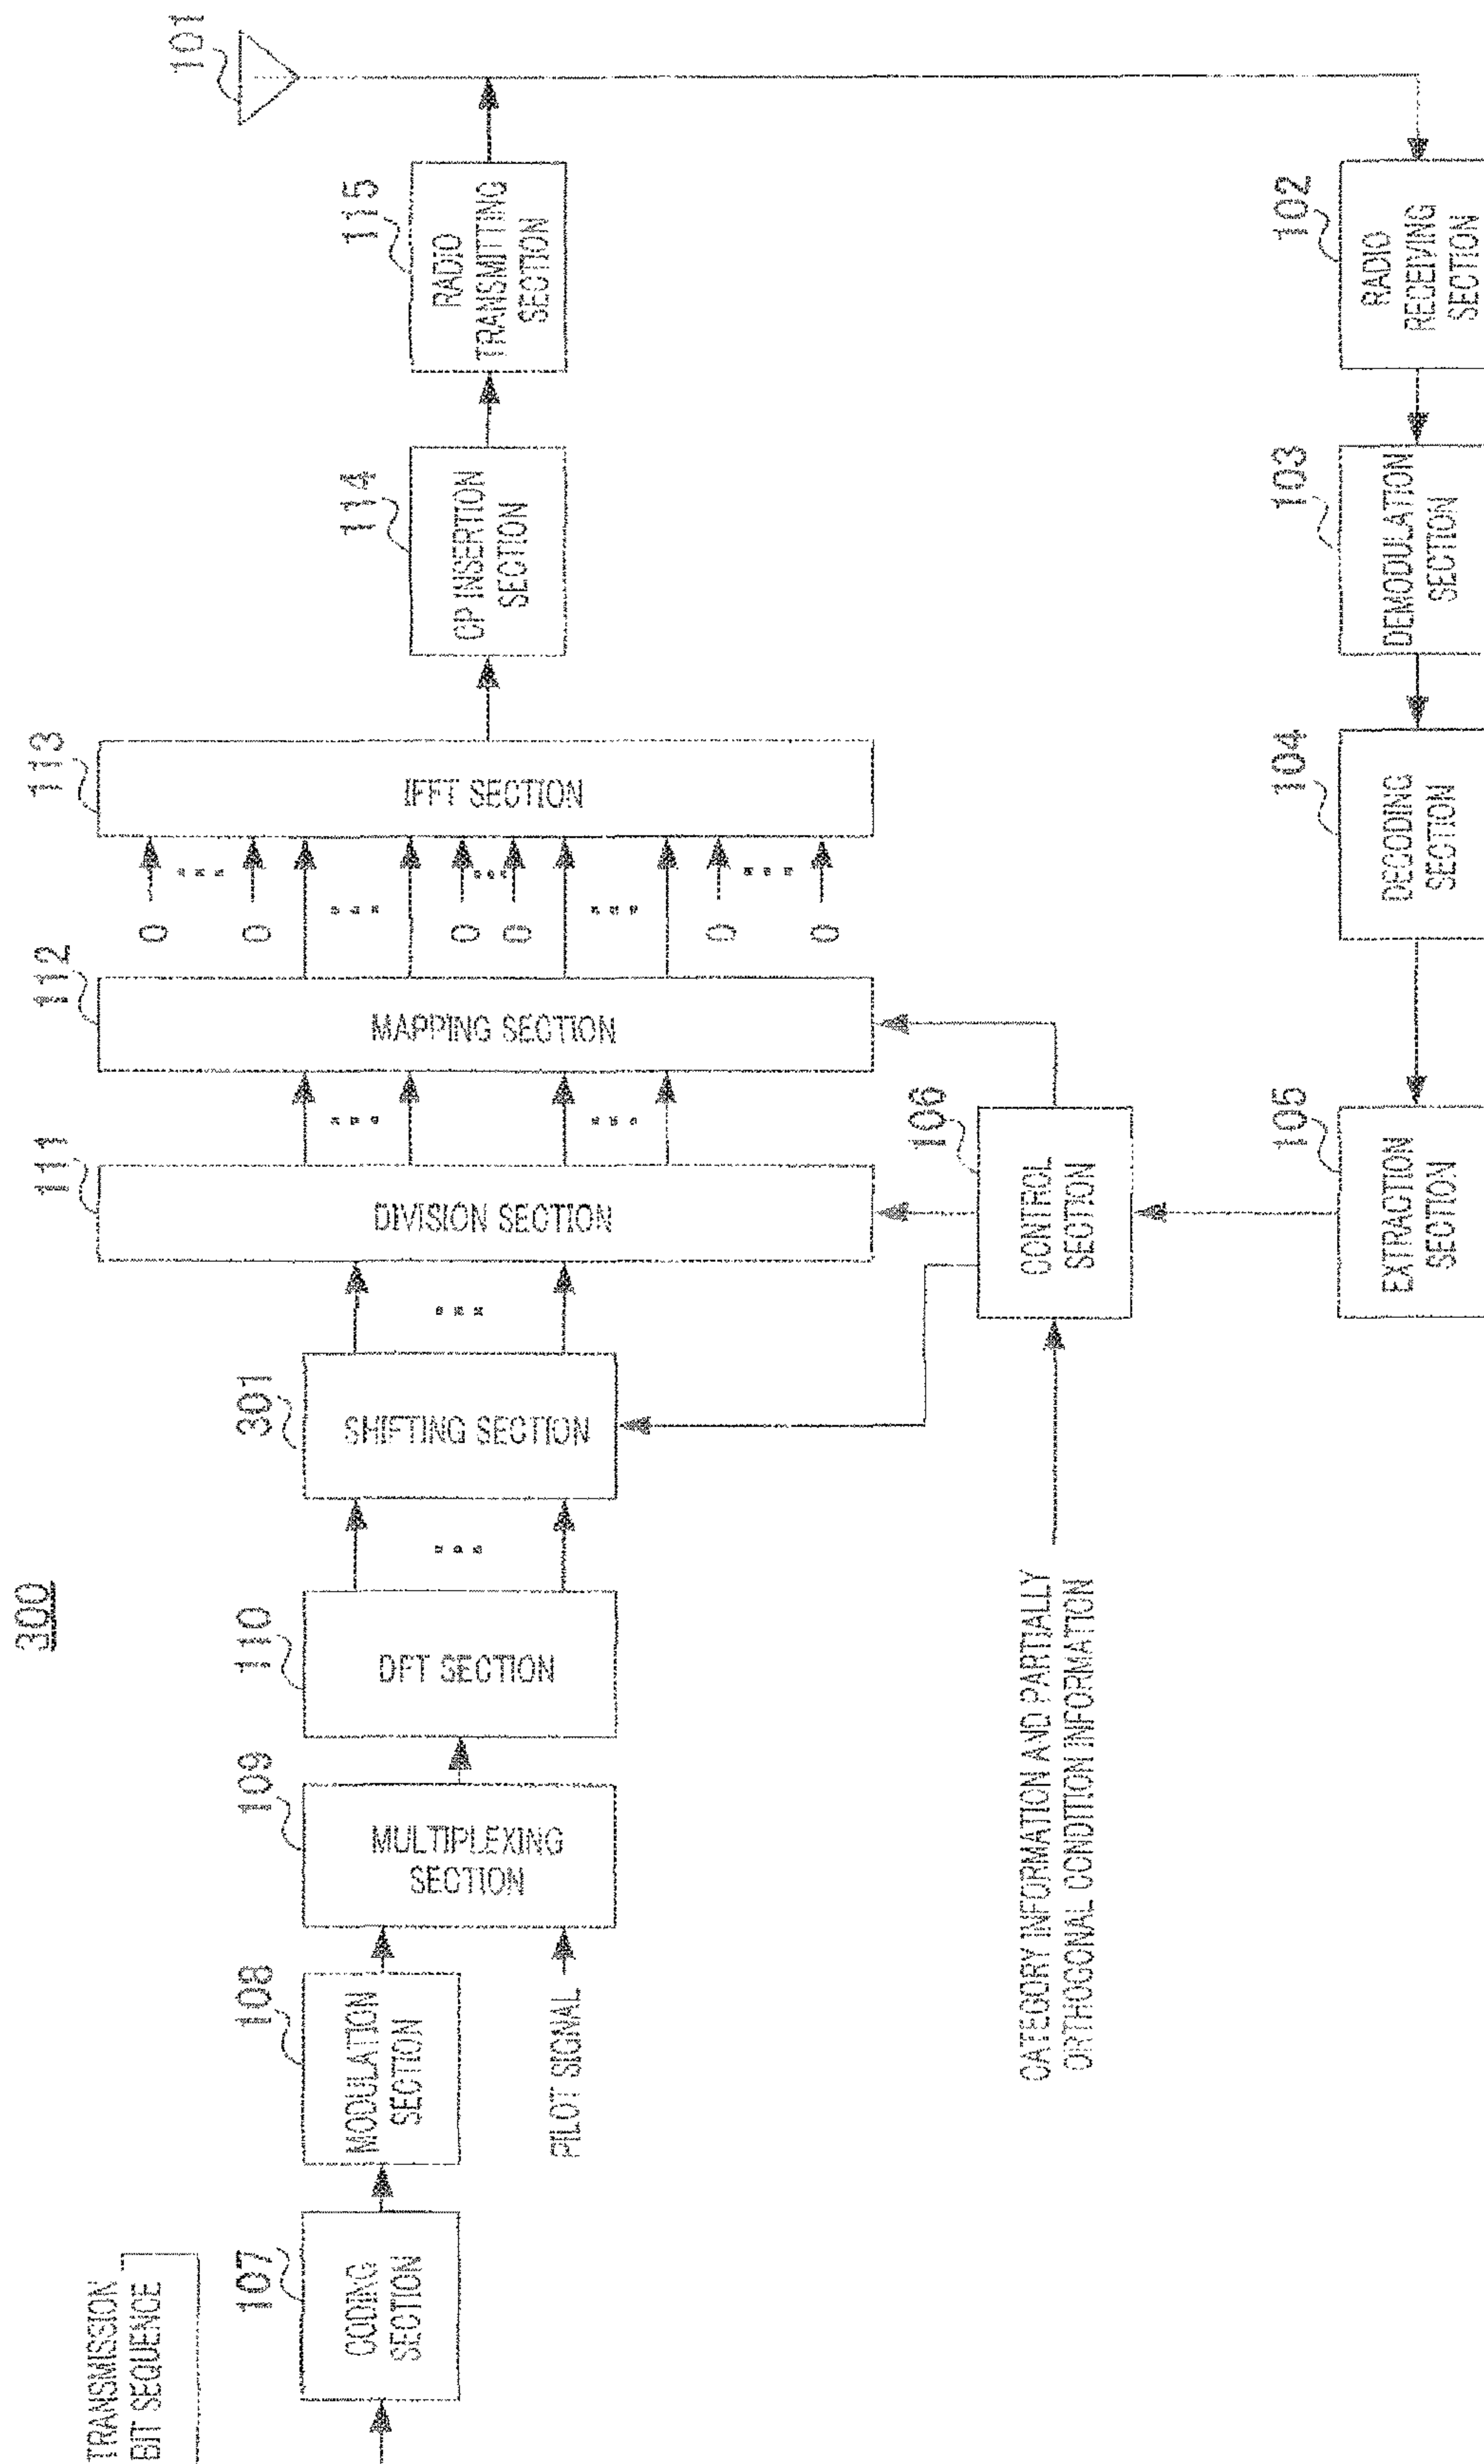 300
TRANSMISSION
BIT SEQUENCE
107
CODING
SECTION
108
MODULATION
SECTION
PILOT SIGNAL
109
MULTIPLEXING
SECTION
110
DFT SECTION
301
SHIFTING SECTION
111
DIVISION SECTION
112
MAPPING SECTION
0
0
0
0
0
0
113
IFFT SECTION
114
CP INSERTION
SECTION
115
RADIO
TRANSMITTING
SECTION
101
CATEGORY INFORMATION AND PARTIALLY
ORTHOGONAL CONDITION INFORMATION
106
CONTROL
SECTION
105
EXTRACTION
SECTION
104
DECODING
SECTION
103
DEMODULATION
SECTION
102
RADIO
RECEIVING
SECTION